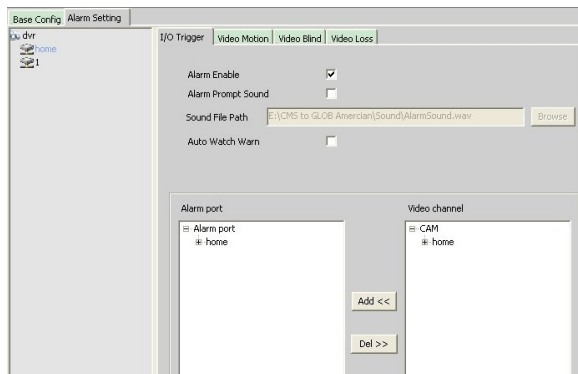 Base Config Alarm Setting
dvr
home
1
I/O Trigger Video Motion Video Blind Video Loss
Alarm Enable
Alarm Prompt Sound
Sound File Path E:\CMS to GLOB Amercian\Sound\AlarmSound.wav Browse
Auto Watch Warn
Alarm port Video channel
Alarm port CAM
home home
Add <<
Del >>